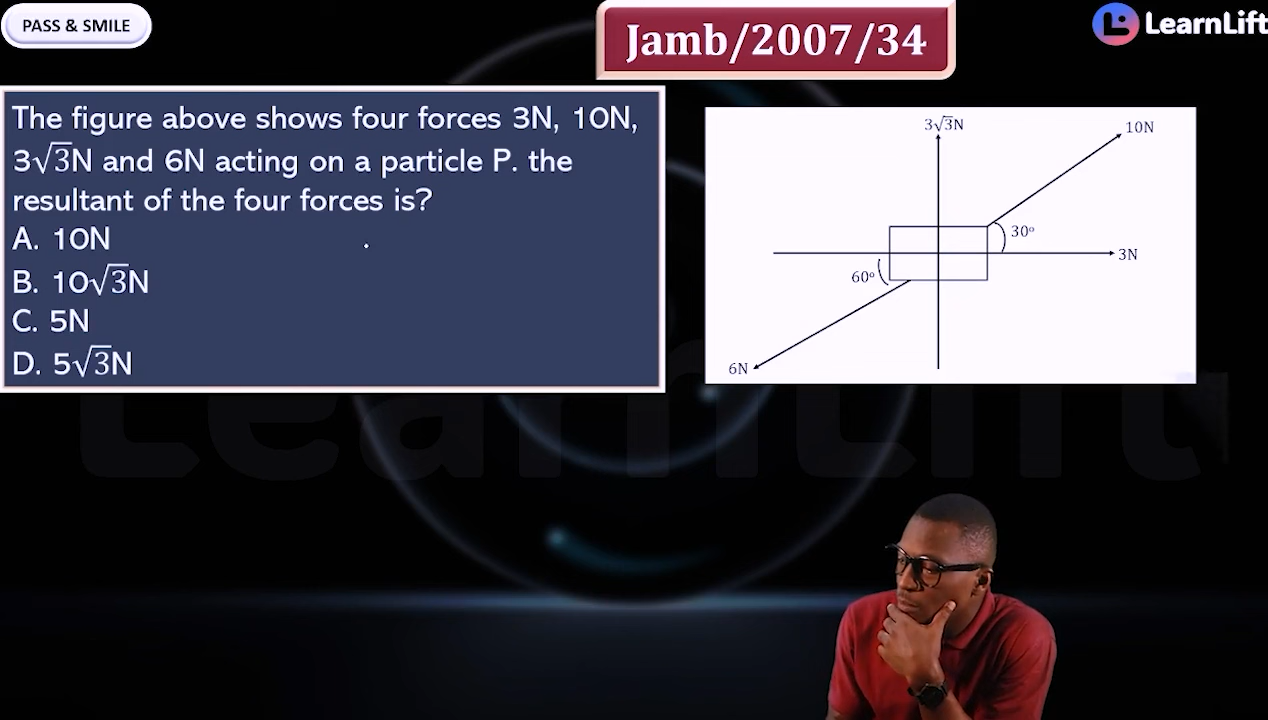 PASS & SMILE
Jamb/2007/34
LearnLift
The figure above shows four forces 3N, 10N,
3√3N and 6N acting on a particle P. the
resultant of the four forces is?
A. 10N
B. 10√3N
C. 5N
D. 5√3N
3√3N
10N
30°
3N
60°
6N
LearnLift